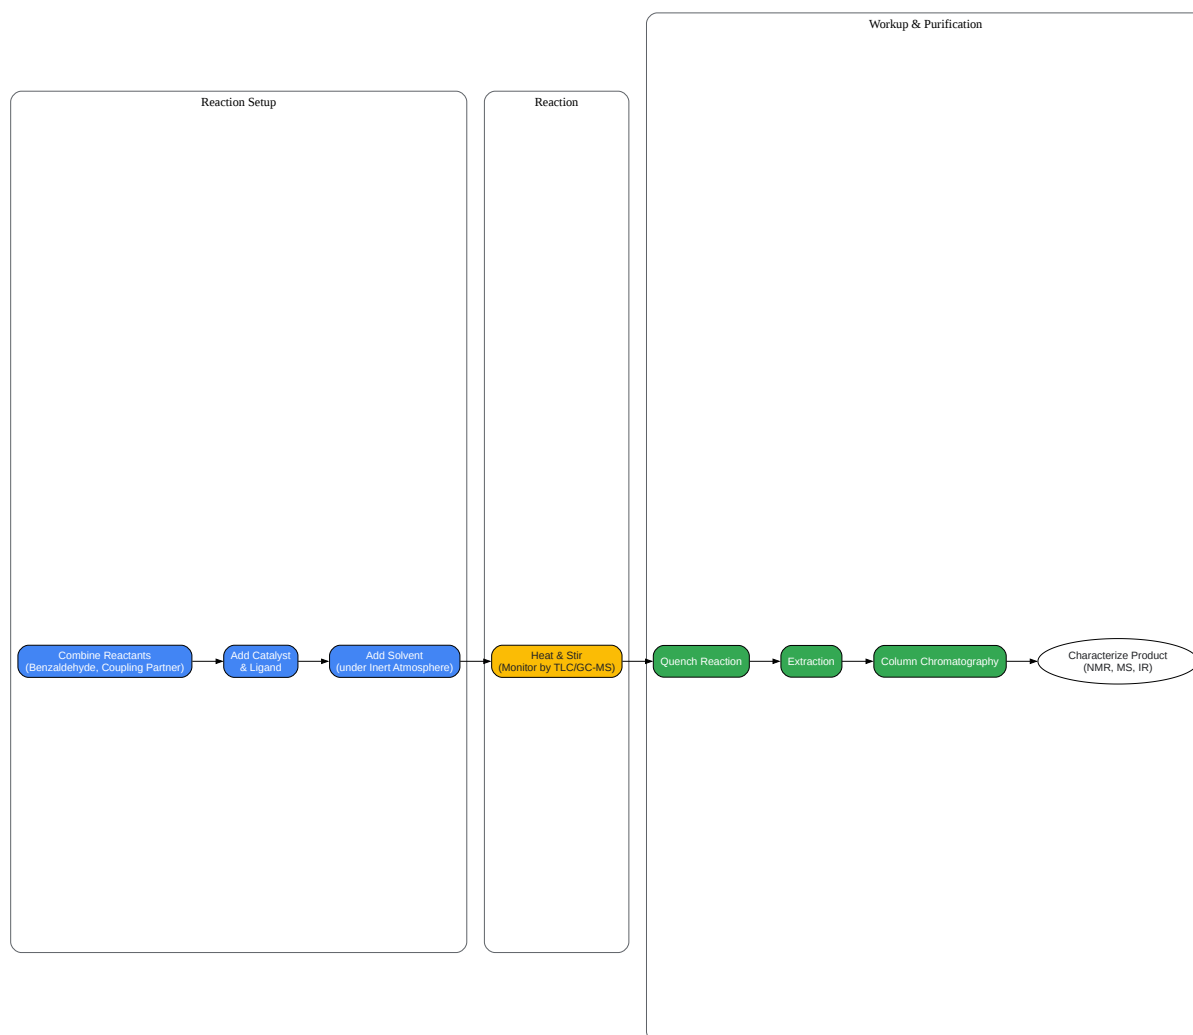 Workup & Purification
Reaction Setup
Reaction
Combine Reactants
(Benzaldehyde, Coupling Partner)
Add Catalyst
& Ligand
Add Solvent
(under Inert Atmosphere)
Heat & Stir
(Monitor by TLC/GC-MS)
Quench Reaction
Extraction
Column Chromatography
Characterize Product
(NMR, MS, IR)